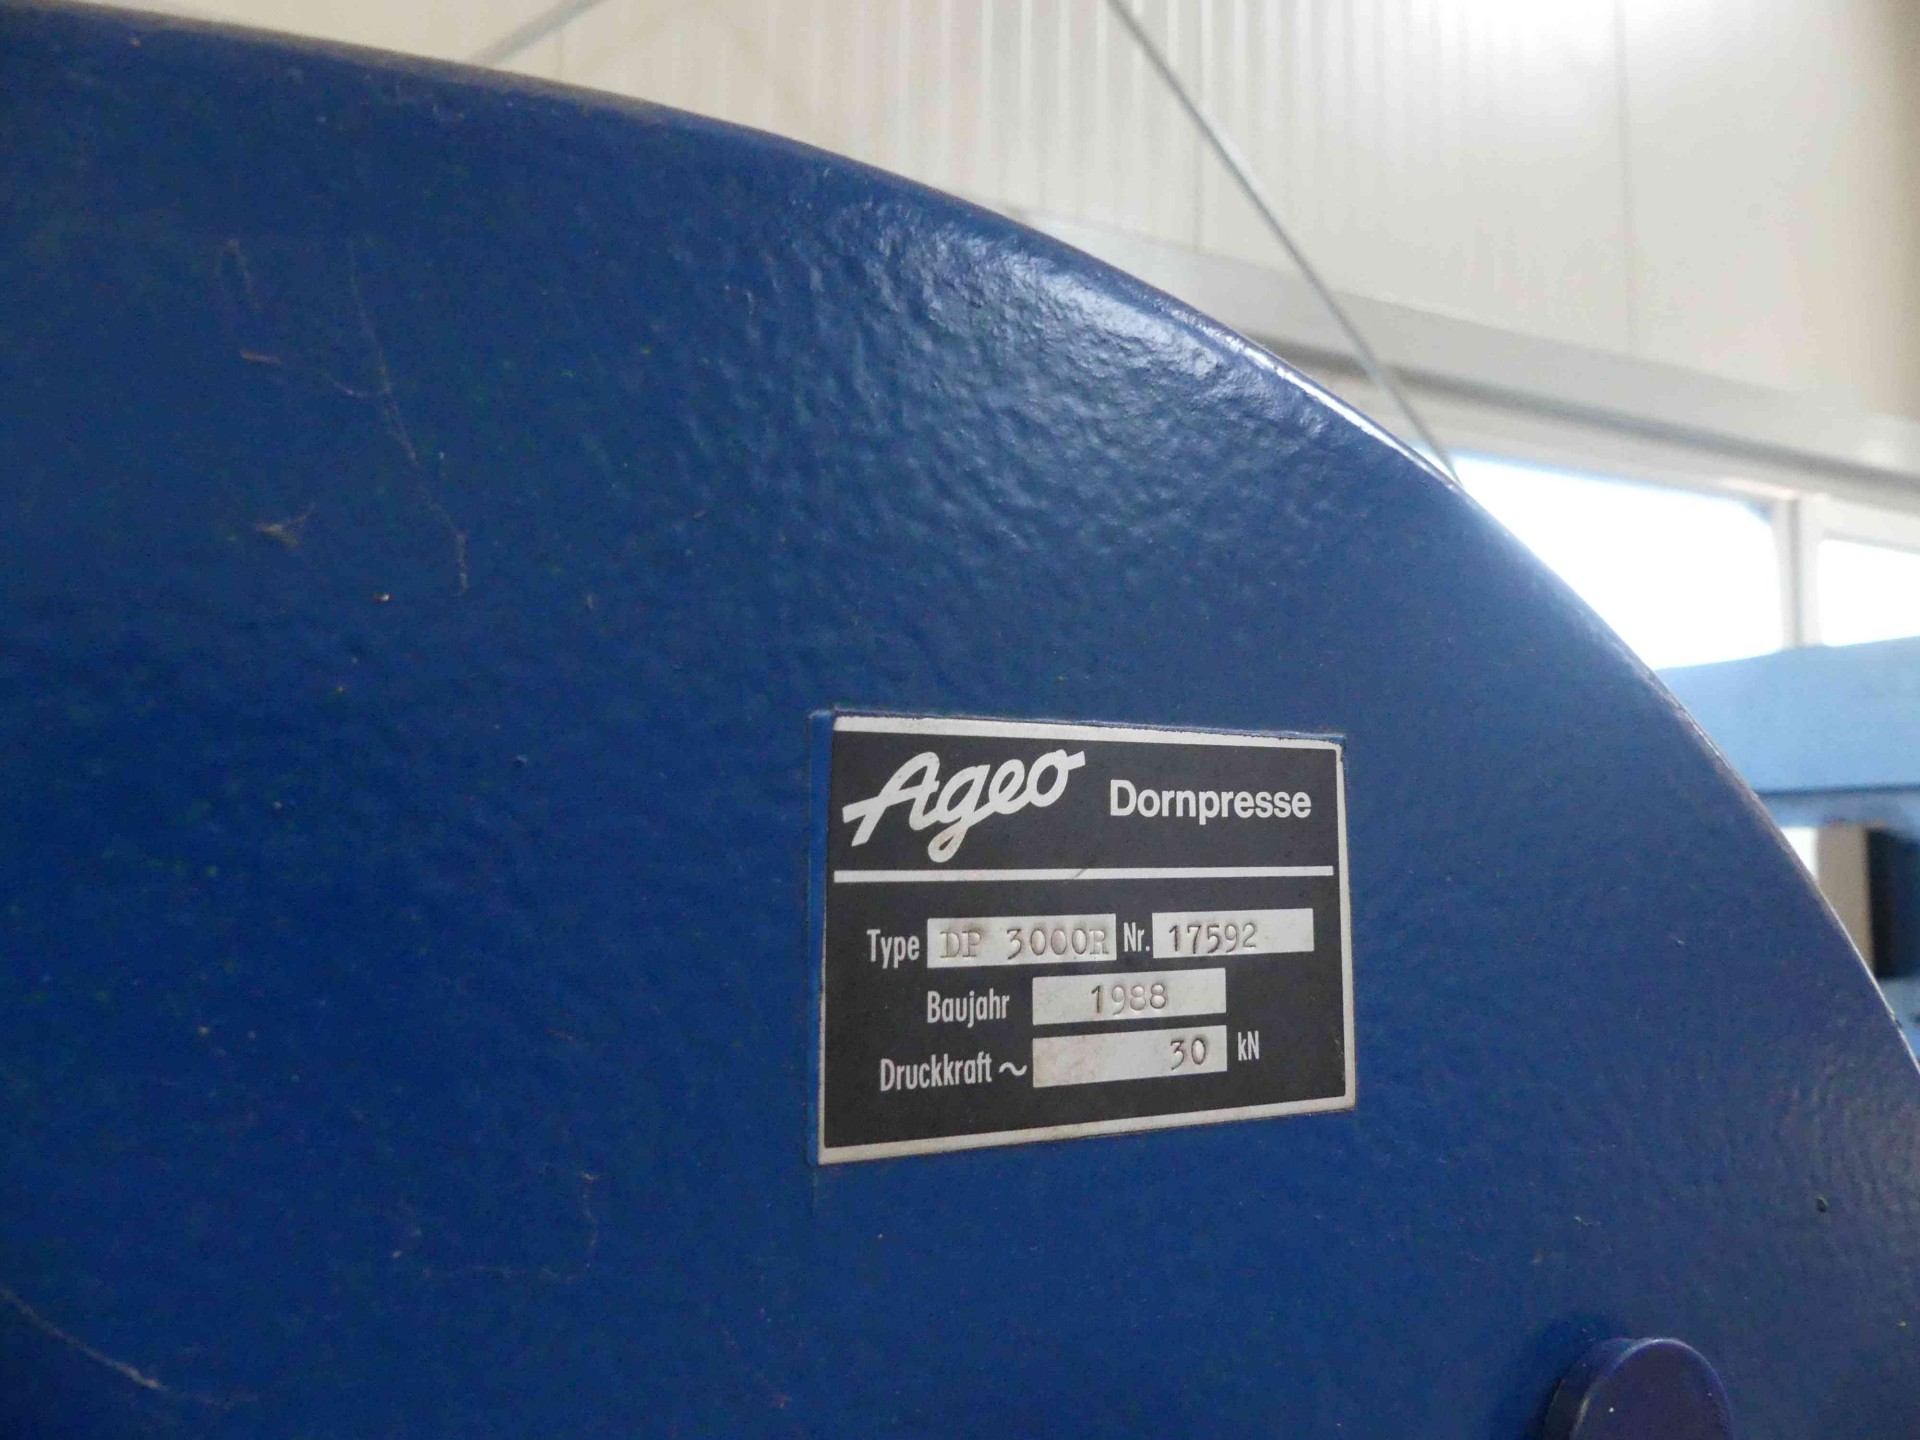 Ageo Dornpresse
Type DP 3000R Nr. 17592
Baujahr 1988
Druckkraft ~ 30 kN